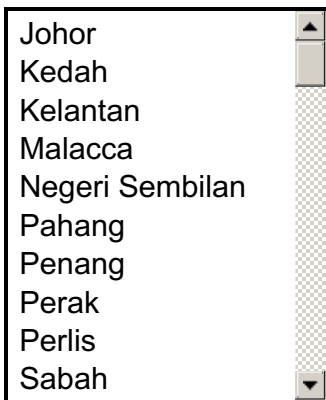 Johor
Kedah
Kelantan
Malacca
Negeri Sembilan
Pahang
Penang
Perak
Perlis
Sabah